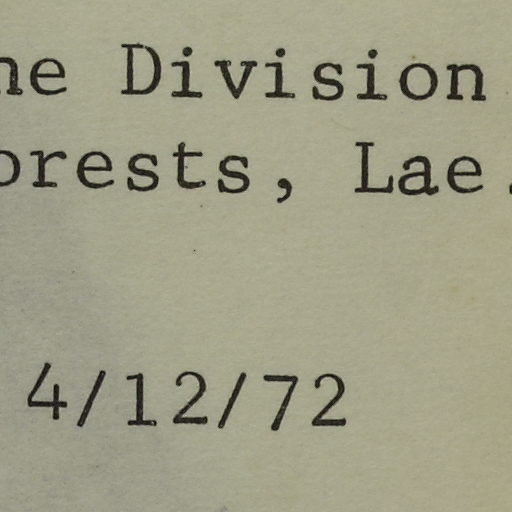 he Division
orests, Lae.
4/12/72